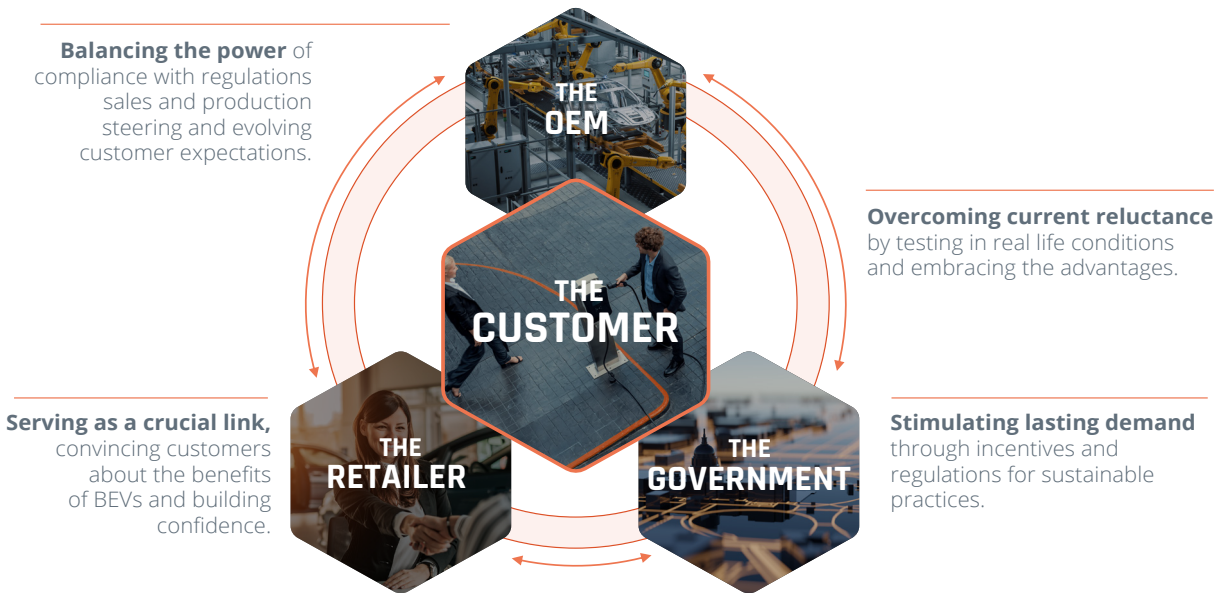 Balancing the power of
compliance with regulations
sales and production
steering and evolving
customer expectations.
THE
OEM
Overcoming current reluctance
by testing in real life conditions
and embracing the advantages.
THE
CUSTOMER
Serving as a crucial link,
convincing customers
about the benefits
of BEVs and building
confidence.
THE
RETAILER
THE
GOVERNMENT
Stimulating lasting demand
through incentives and
regulations for sustainable
practices.